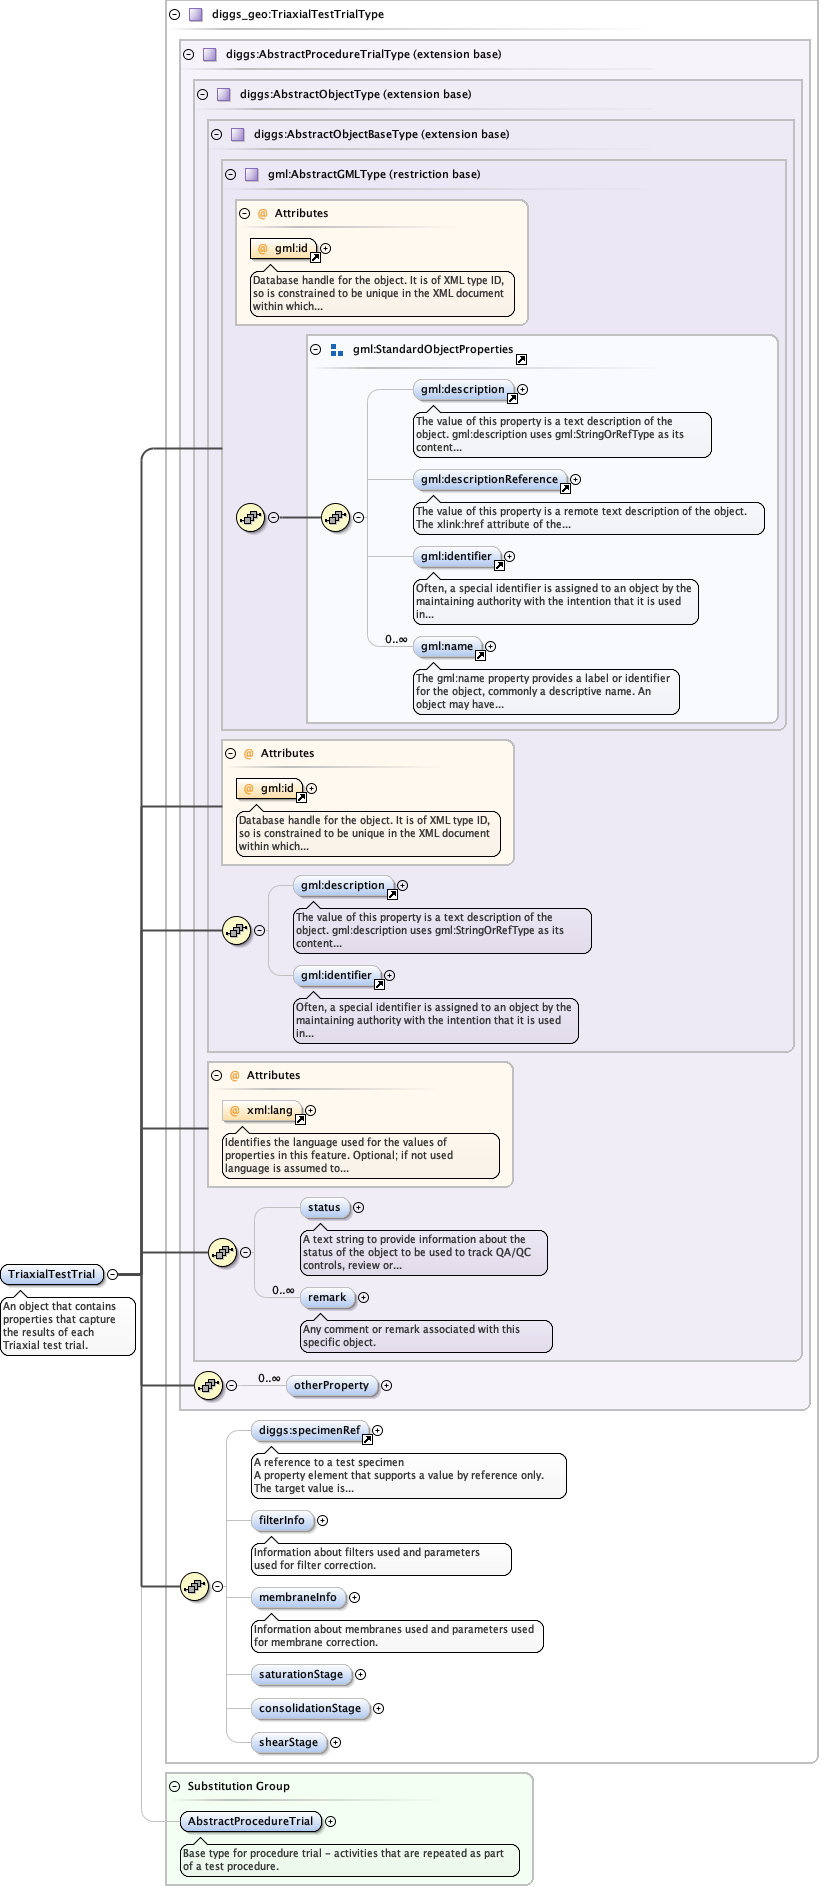 diggs_geo:TriaxialTestTrialType
diggs:AbstractProcedureTrialType (extension base)
diggs:AbstractObjectType (extension base)
diggs:AbstractObjectBaseType (extension base)
gml:AbstractGMLType (restriction base)
@ Attributes
@ gml:id
Database handle for the object. It is of XML type ID,
so is constrained to be unique in the XML document
within which...
gml:StandardObjectProperties
gml:description
The value of this property is a text description of the
object. gml:description uses gml:StringOrRefType as its
content...
gml:descriptionReference
The value of this property is a remote text description of the object.
The xlink:href attribute of the...
gml:identifier
Often, a special identifier is assigned to an object by the
maintaining authority with the intention that it is used
in...
0..∞
gml:name
The gml:name property provides a label or identifier
for the object, commonly a descriptive name. An
object may have...
@ Attributes
@ gml:id
Database handle for the object. It is of XML type ID,
so is constrained to be unique in the XML document
within which...
gml:description
The value of this property is a text description of the
object. gml:description uses gml:StringOrRefType as its
content...
gml:identifier
Often, a special identifier is assigned to an object by the
maintaining authority with the intention that it is used
in...
@ Attributes
@ xml:lang
Identifies the language used for the values of
properties in this feature. Optional; if not used
language is assumed to...
status
A text string to provide information about the
status of the object to be used to track QA/QC
controls, review or...
0..∞
remark
Any comment or remark associated with this
specific object.
TriaxialTestTrial
An object that contains
properties that capture
the results of each
Triaxial test trial.
0..∞
otherProperty
diggs:specimenRef
A reference to a test specimen
A property element that supports a value by reference only.
The target value is...
filterInfo
Information about filters used and parameters
used for filter correction.
membraneInfo
Information about membranes used and parameters used
for membrane correction.
saturationStage
consolidationStage
shearStage
Substitution Group
AbstractProcedureTrial
Base type for procedure trial - activities that are repeated as part
of a test procedure.